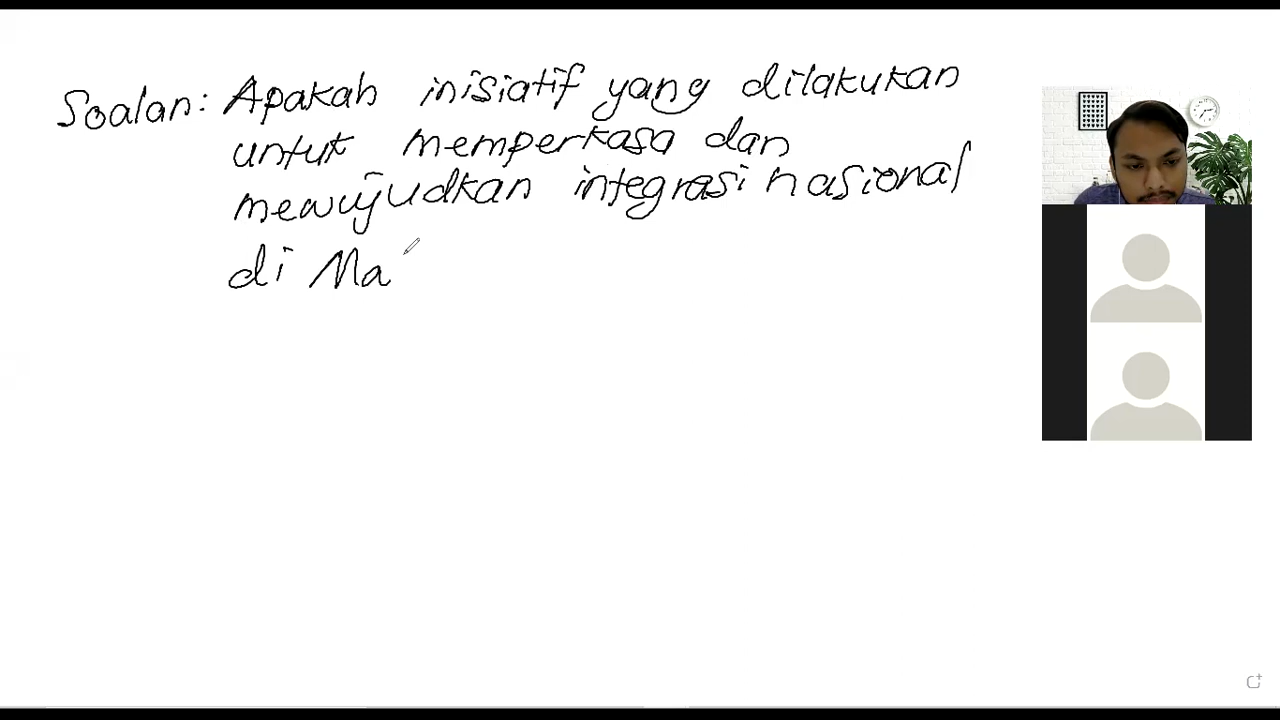 Soalan: Apakah inisiatif yang dilakukan
untuk memperkasa dan
mewujudkan integrasi nasional
di Ma